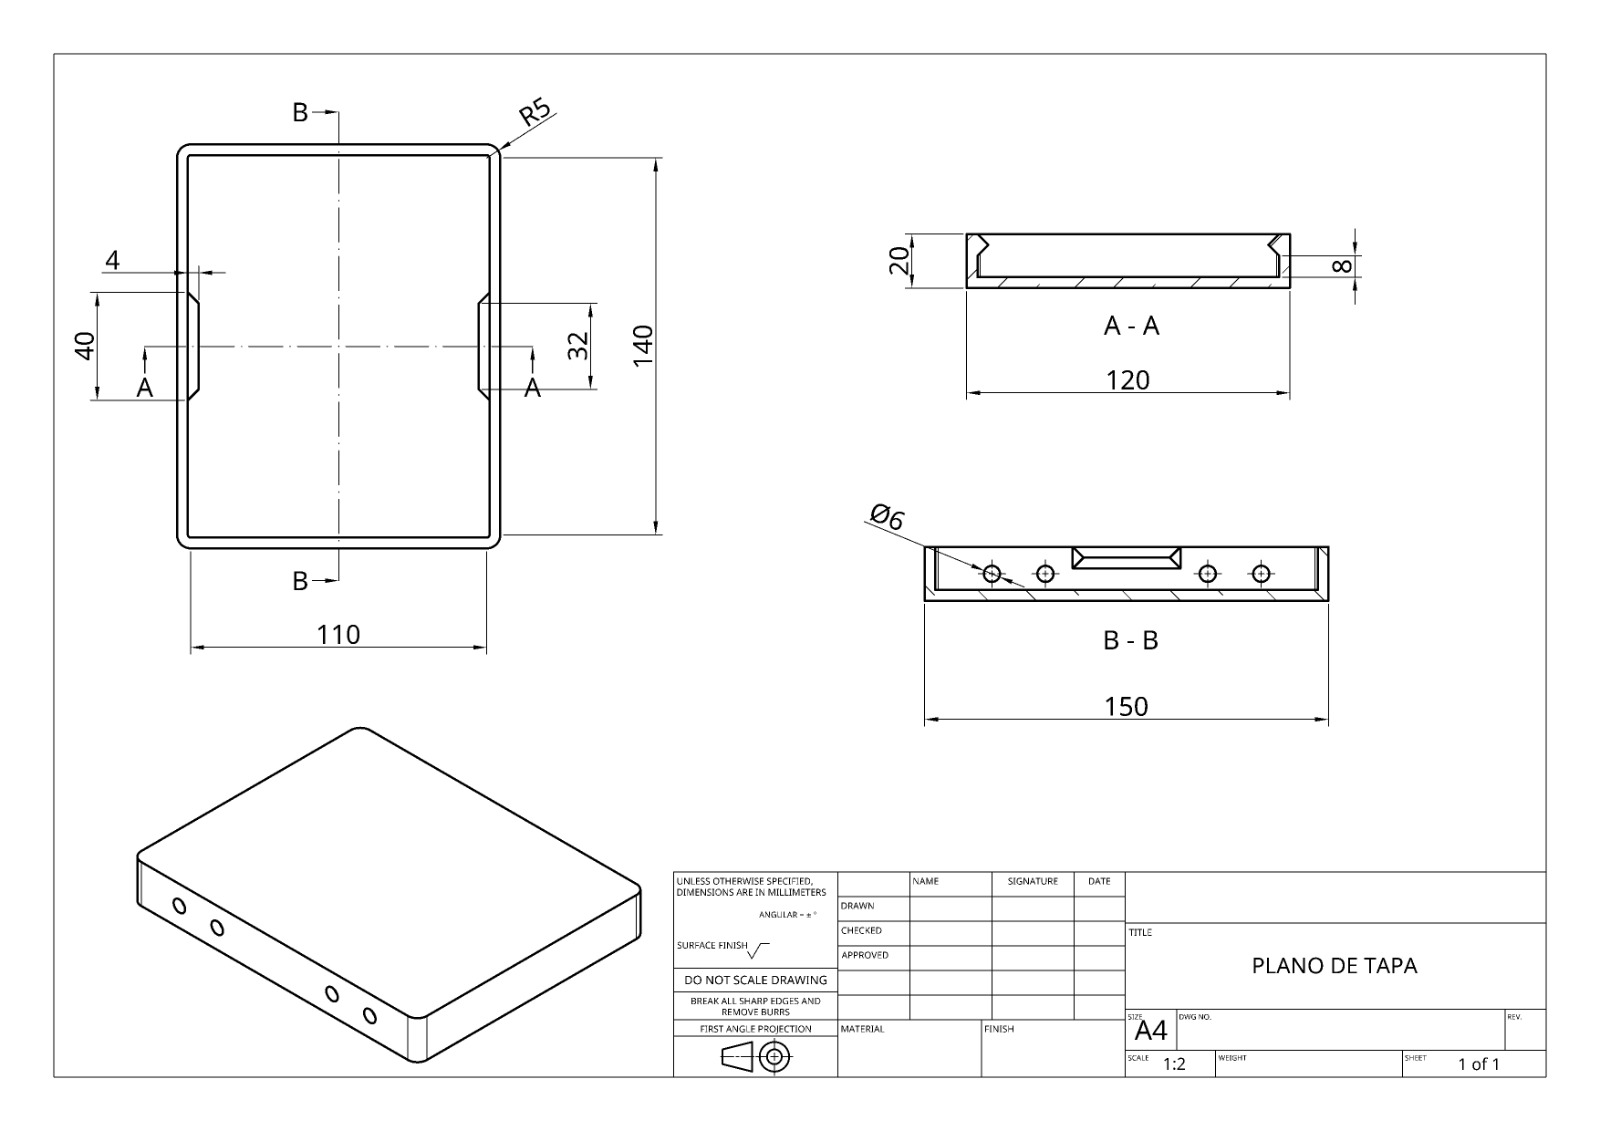 B
R5
4
40
A
A
32
140
B
110
20
8
A - A
120
Ø6
B - B
150
UNLESS OTHERWISE SPECIFIED,
DIMENSIONS ARE IN MILLIMETERS
ANGULAR = ± °
SURFACE FINISH
DO NOT SCALE DRAWING
BREAK ALL SHARP EDGES AND
REMOVE BURRS
FIRST ANGLE PROJECTION
NAME SIGNATURE DATE
DRAWN
CHECKED
APPROVED
MATERIAL FINISH
TITLE
PLANO DE TAPA
SIZE
A4
DWG NO.
REV.
SCALE 1:2
WEIGHT
SHEET 1 of 1